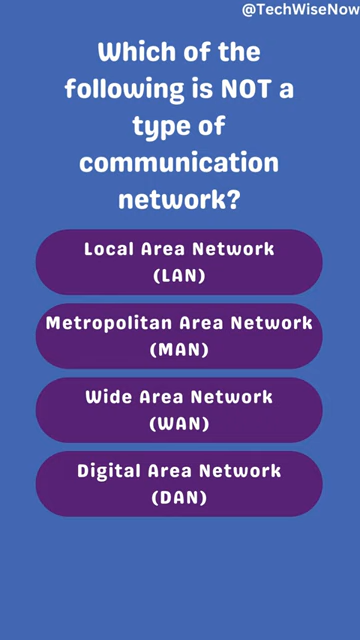 @TechWiseNow
Which of the
following is NOT a
type of
communication
network?
Local Area Network
(LAN)
Metropolitan Area Network
(MAN)
Wide Area Network
(WAN)
Digital Area Network
(DAN)